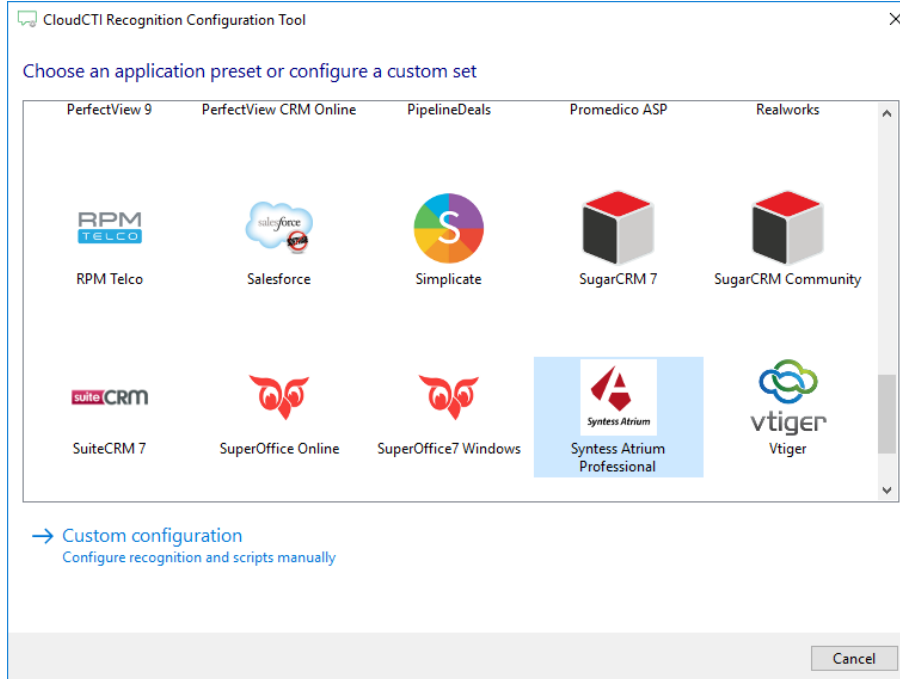 CloudCTI Recognition Configuration Tool
Choose an application preset or configure a custom set
PerfectView 9
PerfectView CRM Online
PipelineDeals
Promedico ASP
Realworks
RPM
TELCO
salesforce
S
RPM Telco
Salesforce
Simplicate
SugarCRM 7
SugarCRM Community
suite CRM
Syntess Atrium
vtiger
SuiteCRM 7
SuperOffice Online
SuperOffice7 Windows
Syntess Atrium
Professional
Vtiger
Custom configuration
Configure recognition and scripts manually
Cancel